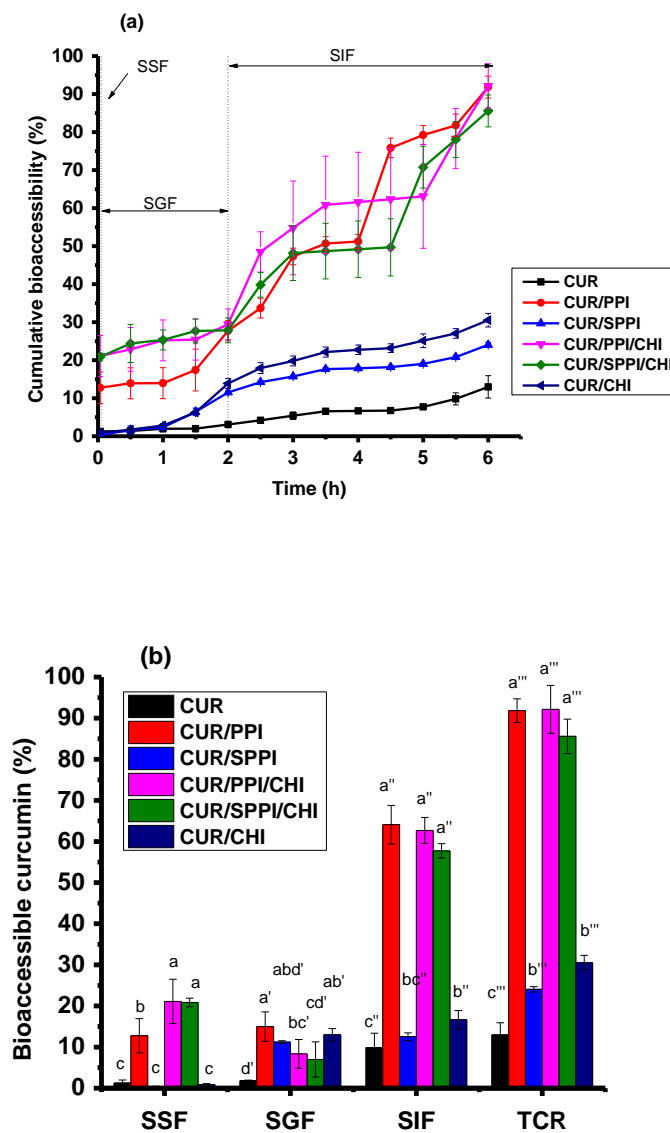 (a)
100
90
80
70
60
50
40
30
20
10
0
Cumulative bioaccessibility (%)
SSF
SIF
SGF
0 1 2 3 4 5 6
Time (h)
CUR
CUR/PPI
CUR/SPPI
CUR/PPI/CHI
CUR/SPPI/CHI
CUR/CHI
(b)
100
90
80
70
60
50
40
30
20
10
0
Bioaccessible curcumin (%)
CUR
CUR/PPI
CUR/SPPI
CUR/PPI/CHI
CUR/SPPI/CHI
CUR/CHI
c b c a a c
d' a' abd' bc' cd' ab'
c'' a'' bc'' a'' a'' b''
c''' a''' b''' a''' a''' b'''
SSF SGF SIF TCR